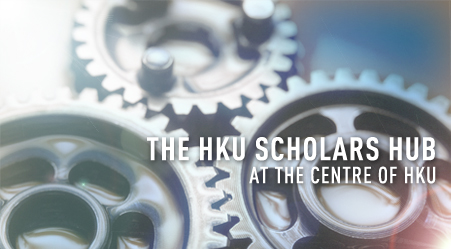 THE HKU SCHOLARS HUB
AT THE CENTRE OF HKU